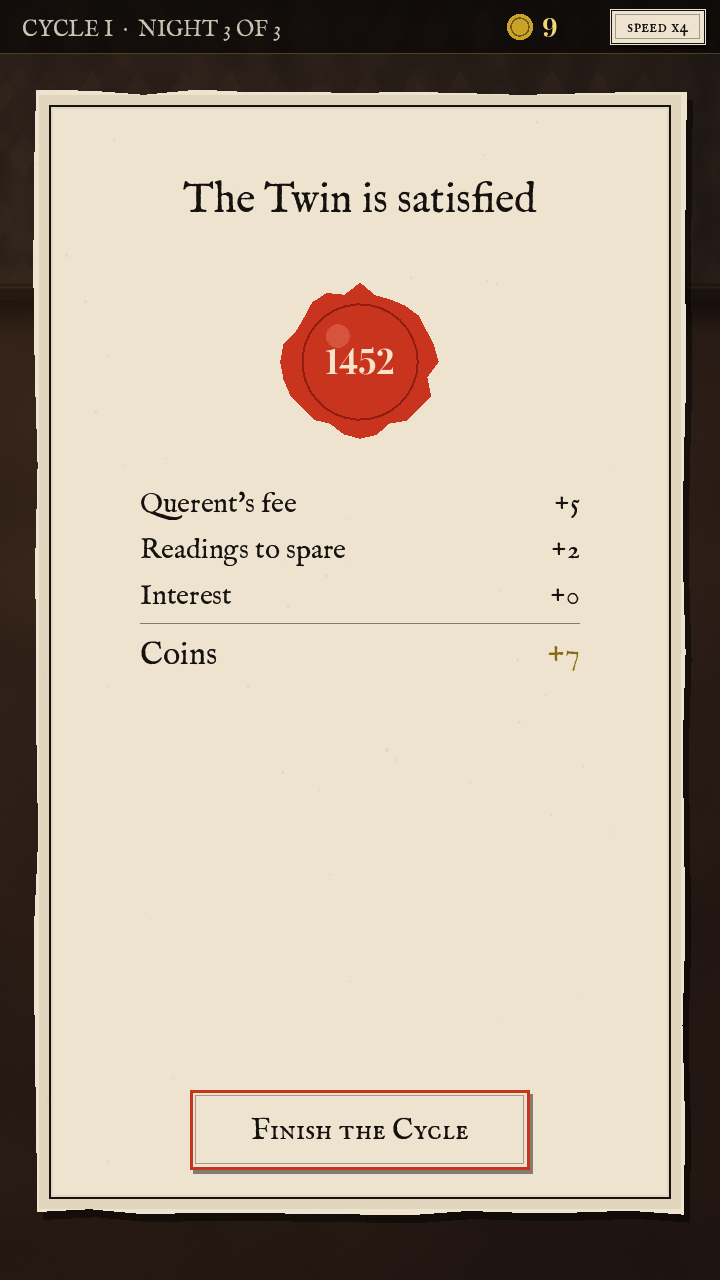 CYCLE I · NIGHT 3 OF 3
9
SPEED X4
The Twin is satisfied
1452
Querent's fee +5
Readings to spare +2
Interest +0
Coins +7
Finish the Cycle